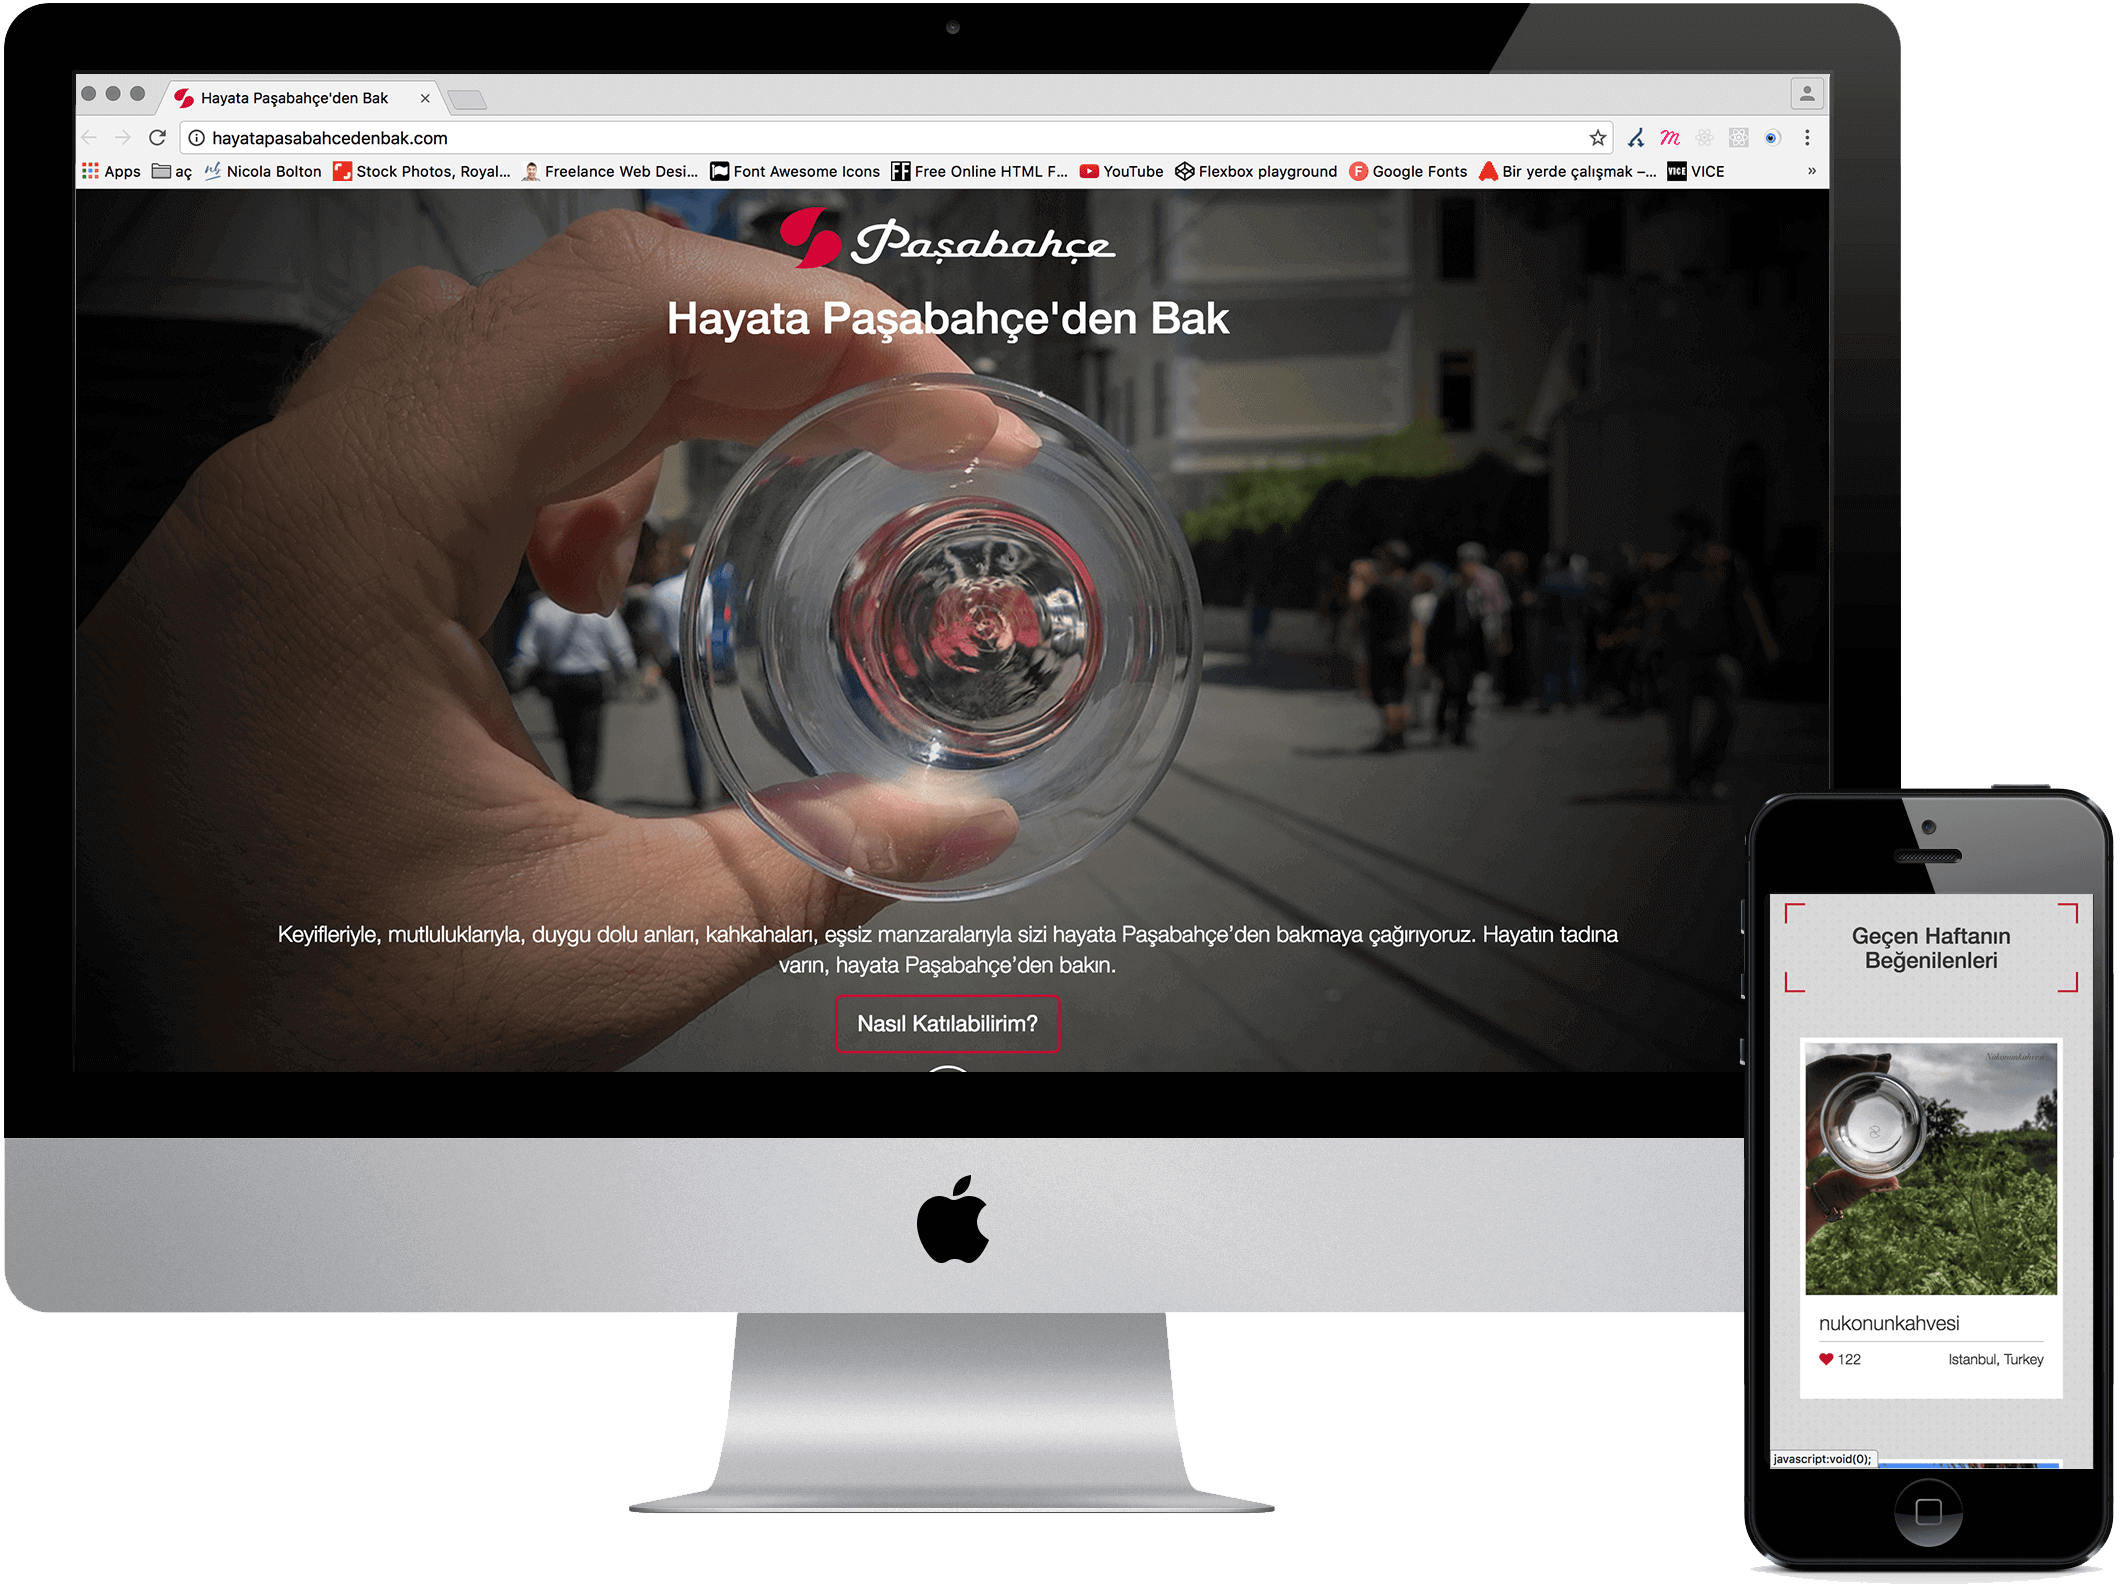 Hayata Paşabahçe'den Bak
hayatapasabahcedenbak.com
Apps aç Nicola Bolton Stock Photos, Royal... Freelance Web Desi... Font Awesome Icons FF Free Online HTML F... YouTube Flexbox playground F Google Fonts Bir yerde çalışmak –... VICE VICE »
Paşabahçe
Hayata Paşabahçe'den Bak
Keyifleriyle, mutluluklarıyla, duygu dolu anları, kahkahaları, eşsiz manzaralarıyla sizi hayata Paşabahçe’den bakmaya çağırıyoruz. Hayatın tadına
varın, hayata Paşabahçe’den bakın.
Nasıl Katılabilirim?
Geçen Haftanın
Beğenilenleri
Nukonunkahvesi
nukonunkahvesi
122 Istanbul, Turkey
javascript:void(0);